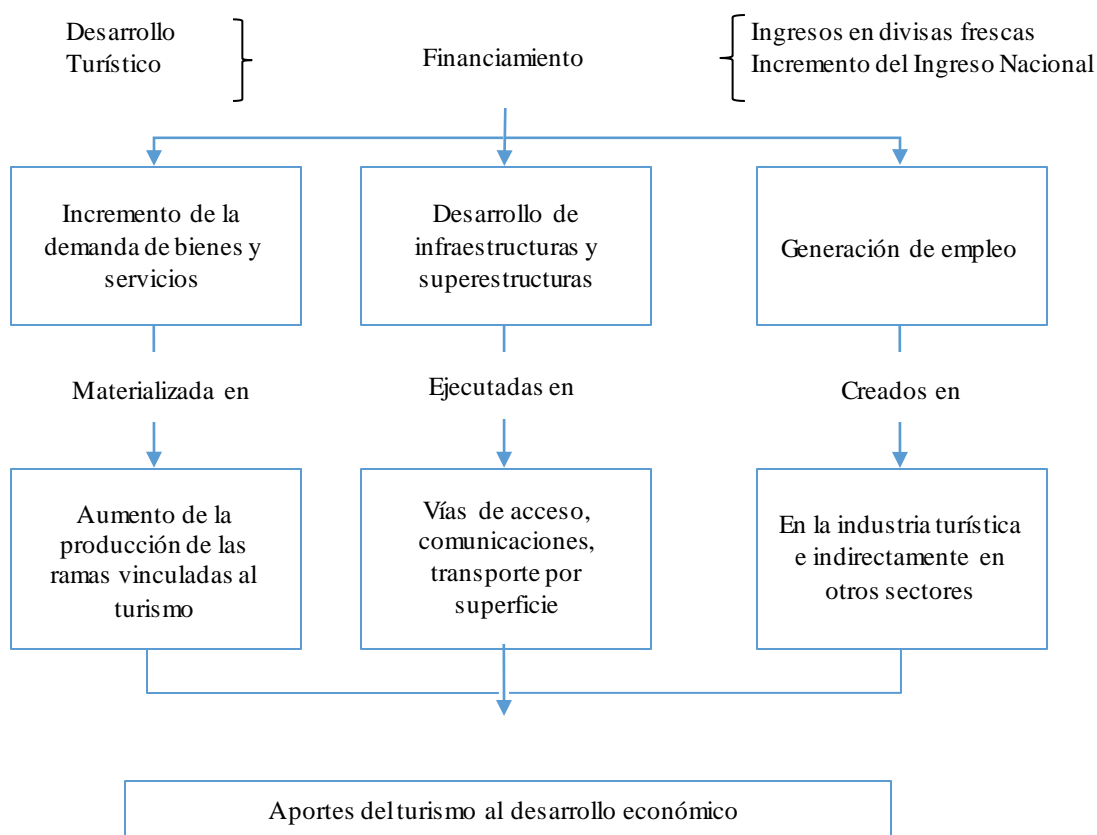 Desarrollo
Turístico
Financiamiento
Ingresos en divisas frescas
Incremento del Ingreso Nacional
Incremento de la
demanda de bienes y
servicios
Desarrollo de
infraestructuras y
superestructuras
Generación de empleo
Materializada en
Ejecutadas en
Creados en
Aumento de la
producción de las
ramas vinculadas al
turismo
Vías de acceso,
comunicaciones,
transporte por
superficie
En la industria turística
e indirectamente en
otros sectores
Aportes del turismo al desarrollo económico